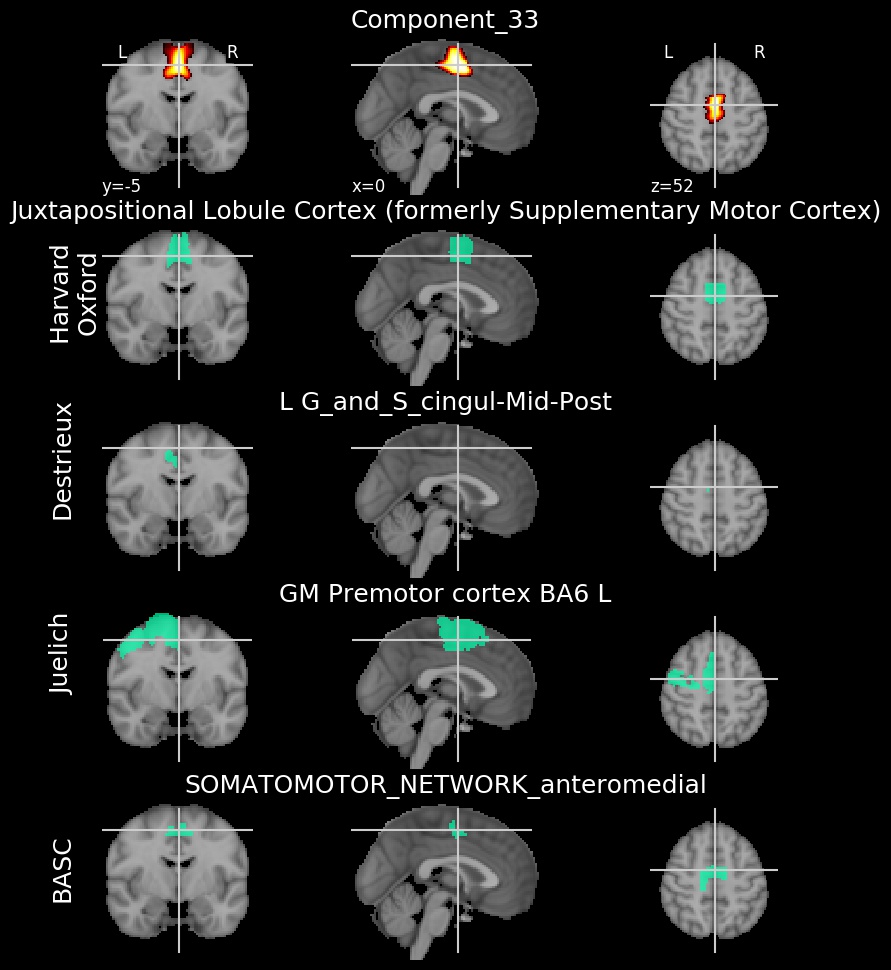 Component_33
L R
L R
y=-5 x=0 z=52
Juxtapositional Lobule Cortex (formerly Supplementary Motor Cortex)
Harvard
Oxford
L G_and_S_cingul-Mid-Post
Destrieux
GM Premotor cortex BA6 L
Juelich
SOMATOMOTOR_NETWORK_anteromedial
BASC